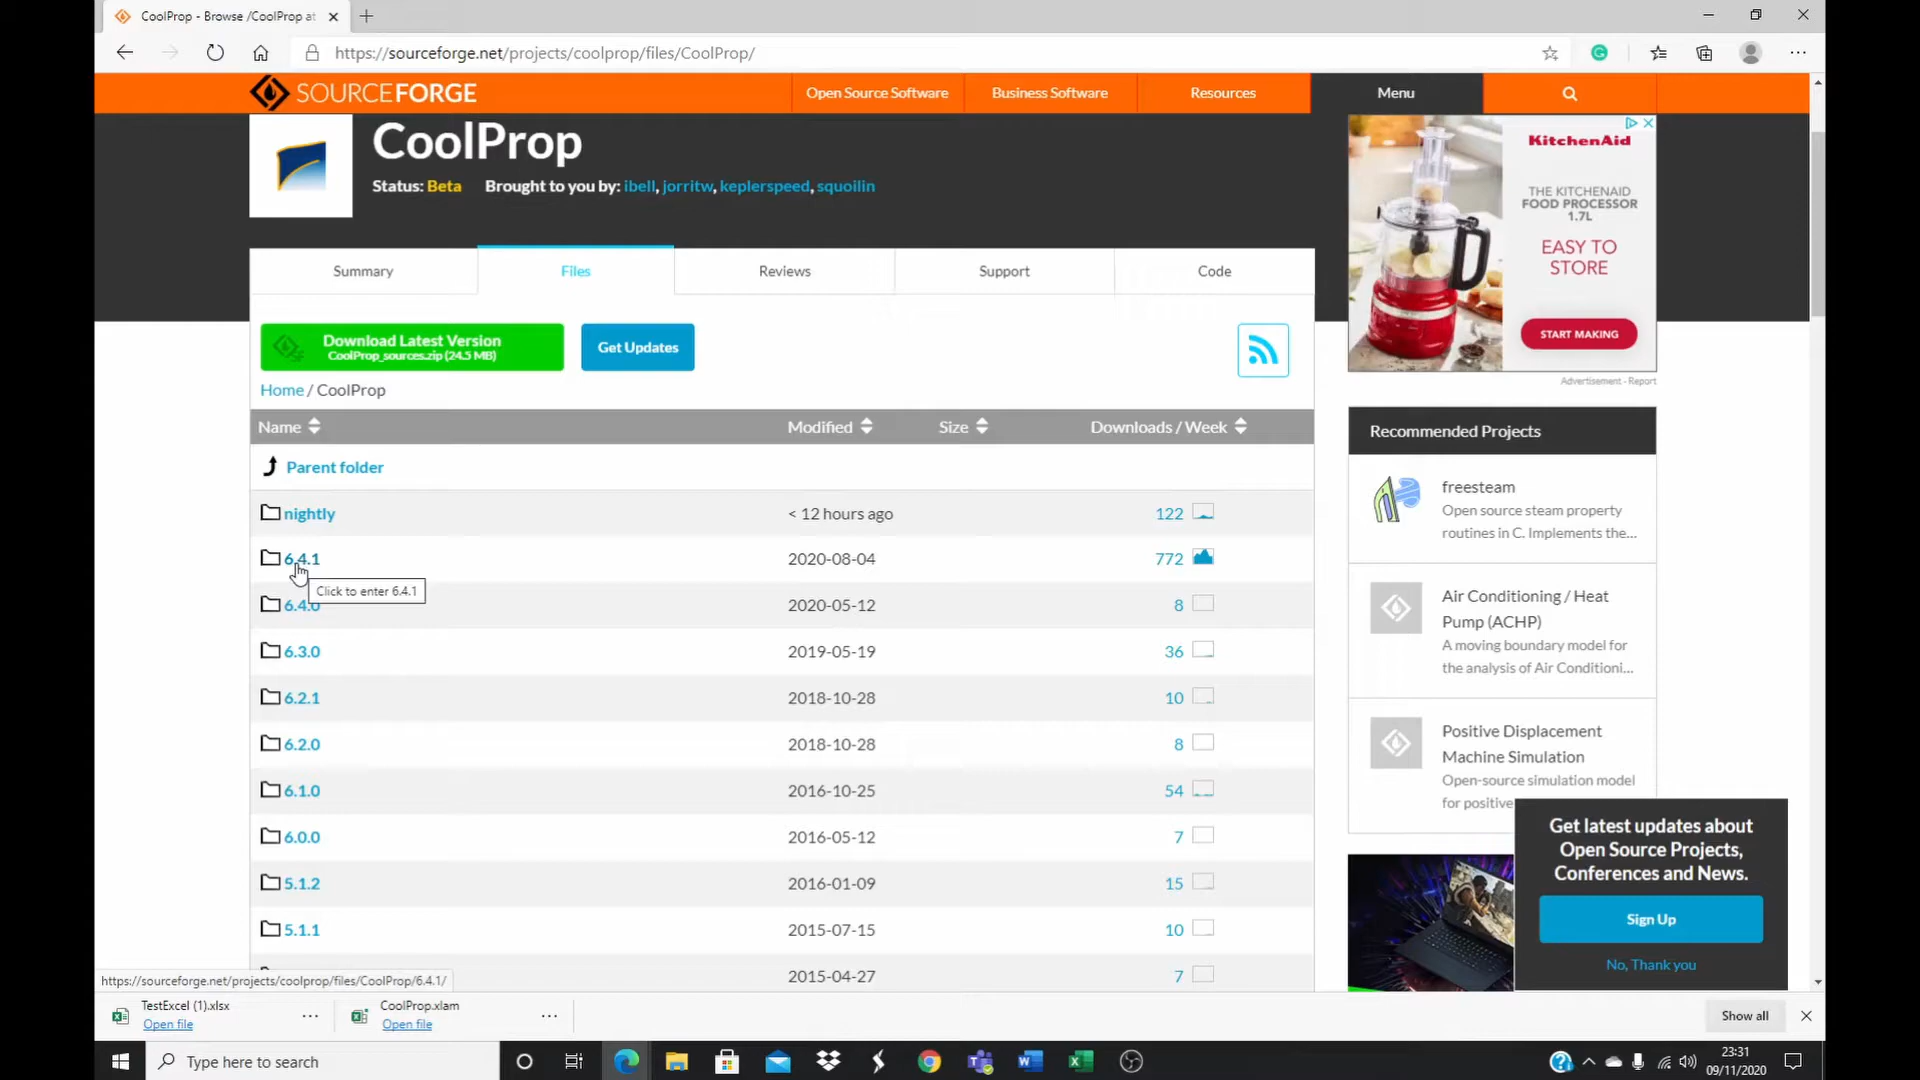 CoolProp - Browse /CoolProp at
https://sourceforge.net/projects/coolprop/files/CoolProp/
SOURCEFORGE
Open Source Software
Business Software
Resources
Menu
CoolProp
Status: Beta
Brought to you by: ibell, jorritw, keplerspeed, squoilin
KitchenAid
THE KITCHENAID
FOOD PROCESSOR
1.7L
EASY TO
STORE
START MAKING
Advertisement - Report
Summary
Files
Reviews
Support
Code
Download Latest Version
CoolProp_sources.zip (24.5 MB)
Get Updates
Home / CoolProp
Name
Modified
Size
Downloads / Week
Parent folder
nightly
< 12 hours ago
122
6.4.1
2020-08-04
772
Click to enter 6.4.1
6.4.0
2020-05-12
8
6.3.0
2019-05-19
36
6.2.1
2018-10-28
10
6.2.0
2018-10-28
8
6.1.0
2016-10-25
54
6.0.0
2016-05-12
7
5.1.2
2016-01-09
15
5.1.1
2015-07-15
10
2015-04-27
7
Recommended Projects
freesteam
Open source steam property
routines in C. Implements the...
Air Conditioning / Heat
Pump (ACHP)
A moving boundary model for
the analysis of Air Conditioni...
Positive Displacement
Machine Simulation
Open-source simulation model
for positive
Get latest updates about
Open Source Projects,
Conferences and News.
Sign Up
No, Thank you
https://sourceforge.net/projects/coolprop/files/CoolProp/6.4.1/
TestExcel (1).xlsx
Open file
CoolProp.xlam
Open file
Show all
Type here to search
23:31
09/11/2020